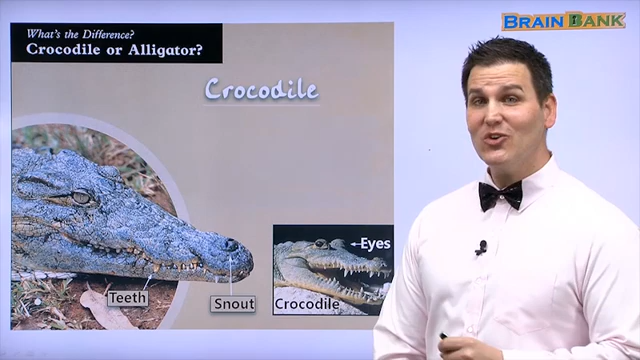 What's the Difference?
Crocodile or Alligator?
BRAIN BANK
Crocodile
Eyes
Teeth
Snout
Crocodile